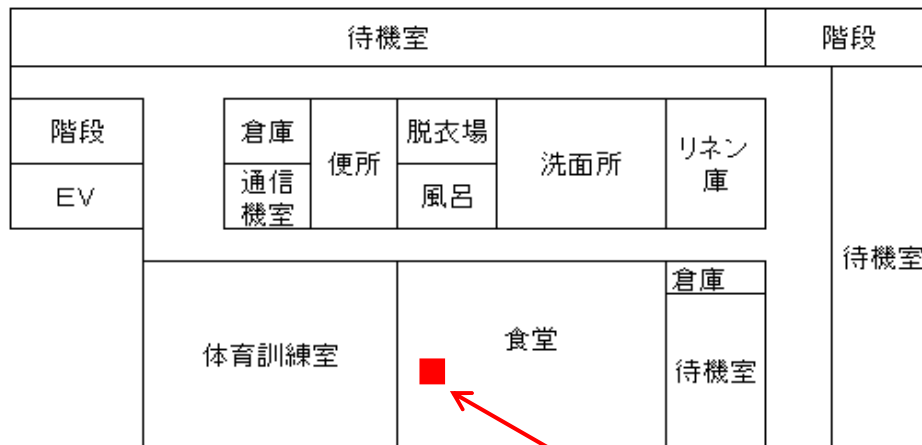 待機室
階段
階段
倉庫
便所
脱衣場
洗面所
リネン
庫
EV
通信
機室
風呂
待機室
倉庫
体育訓練室
食堂
待機室